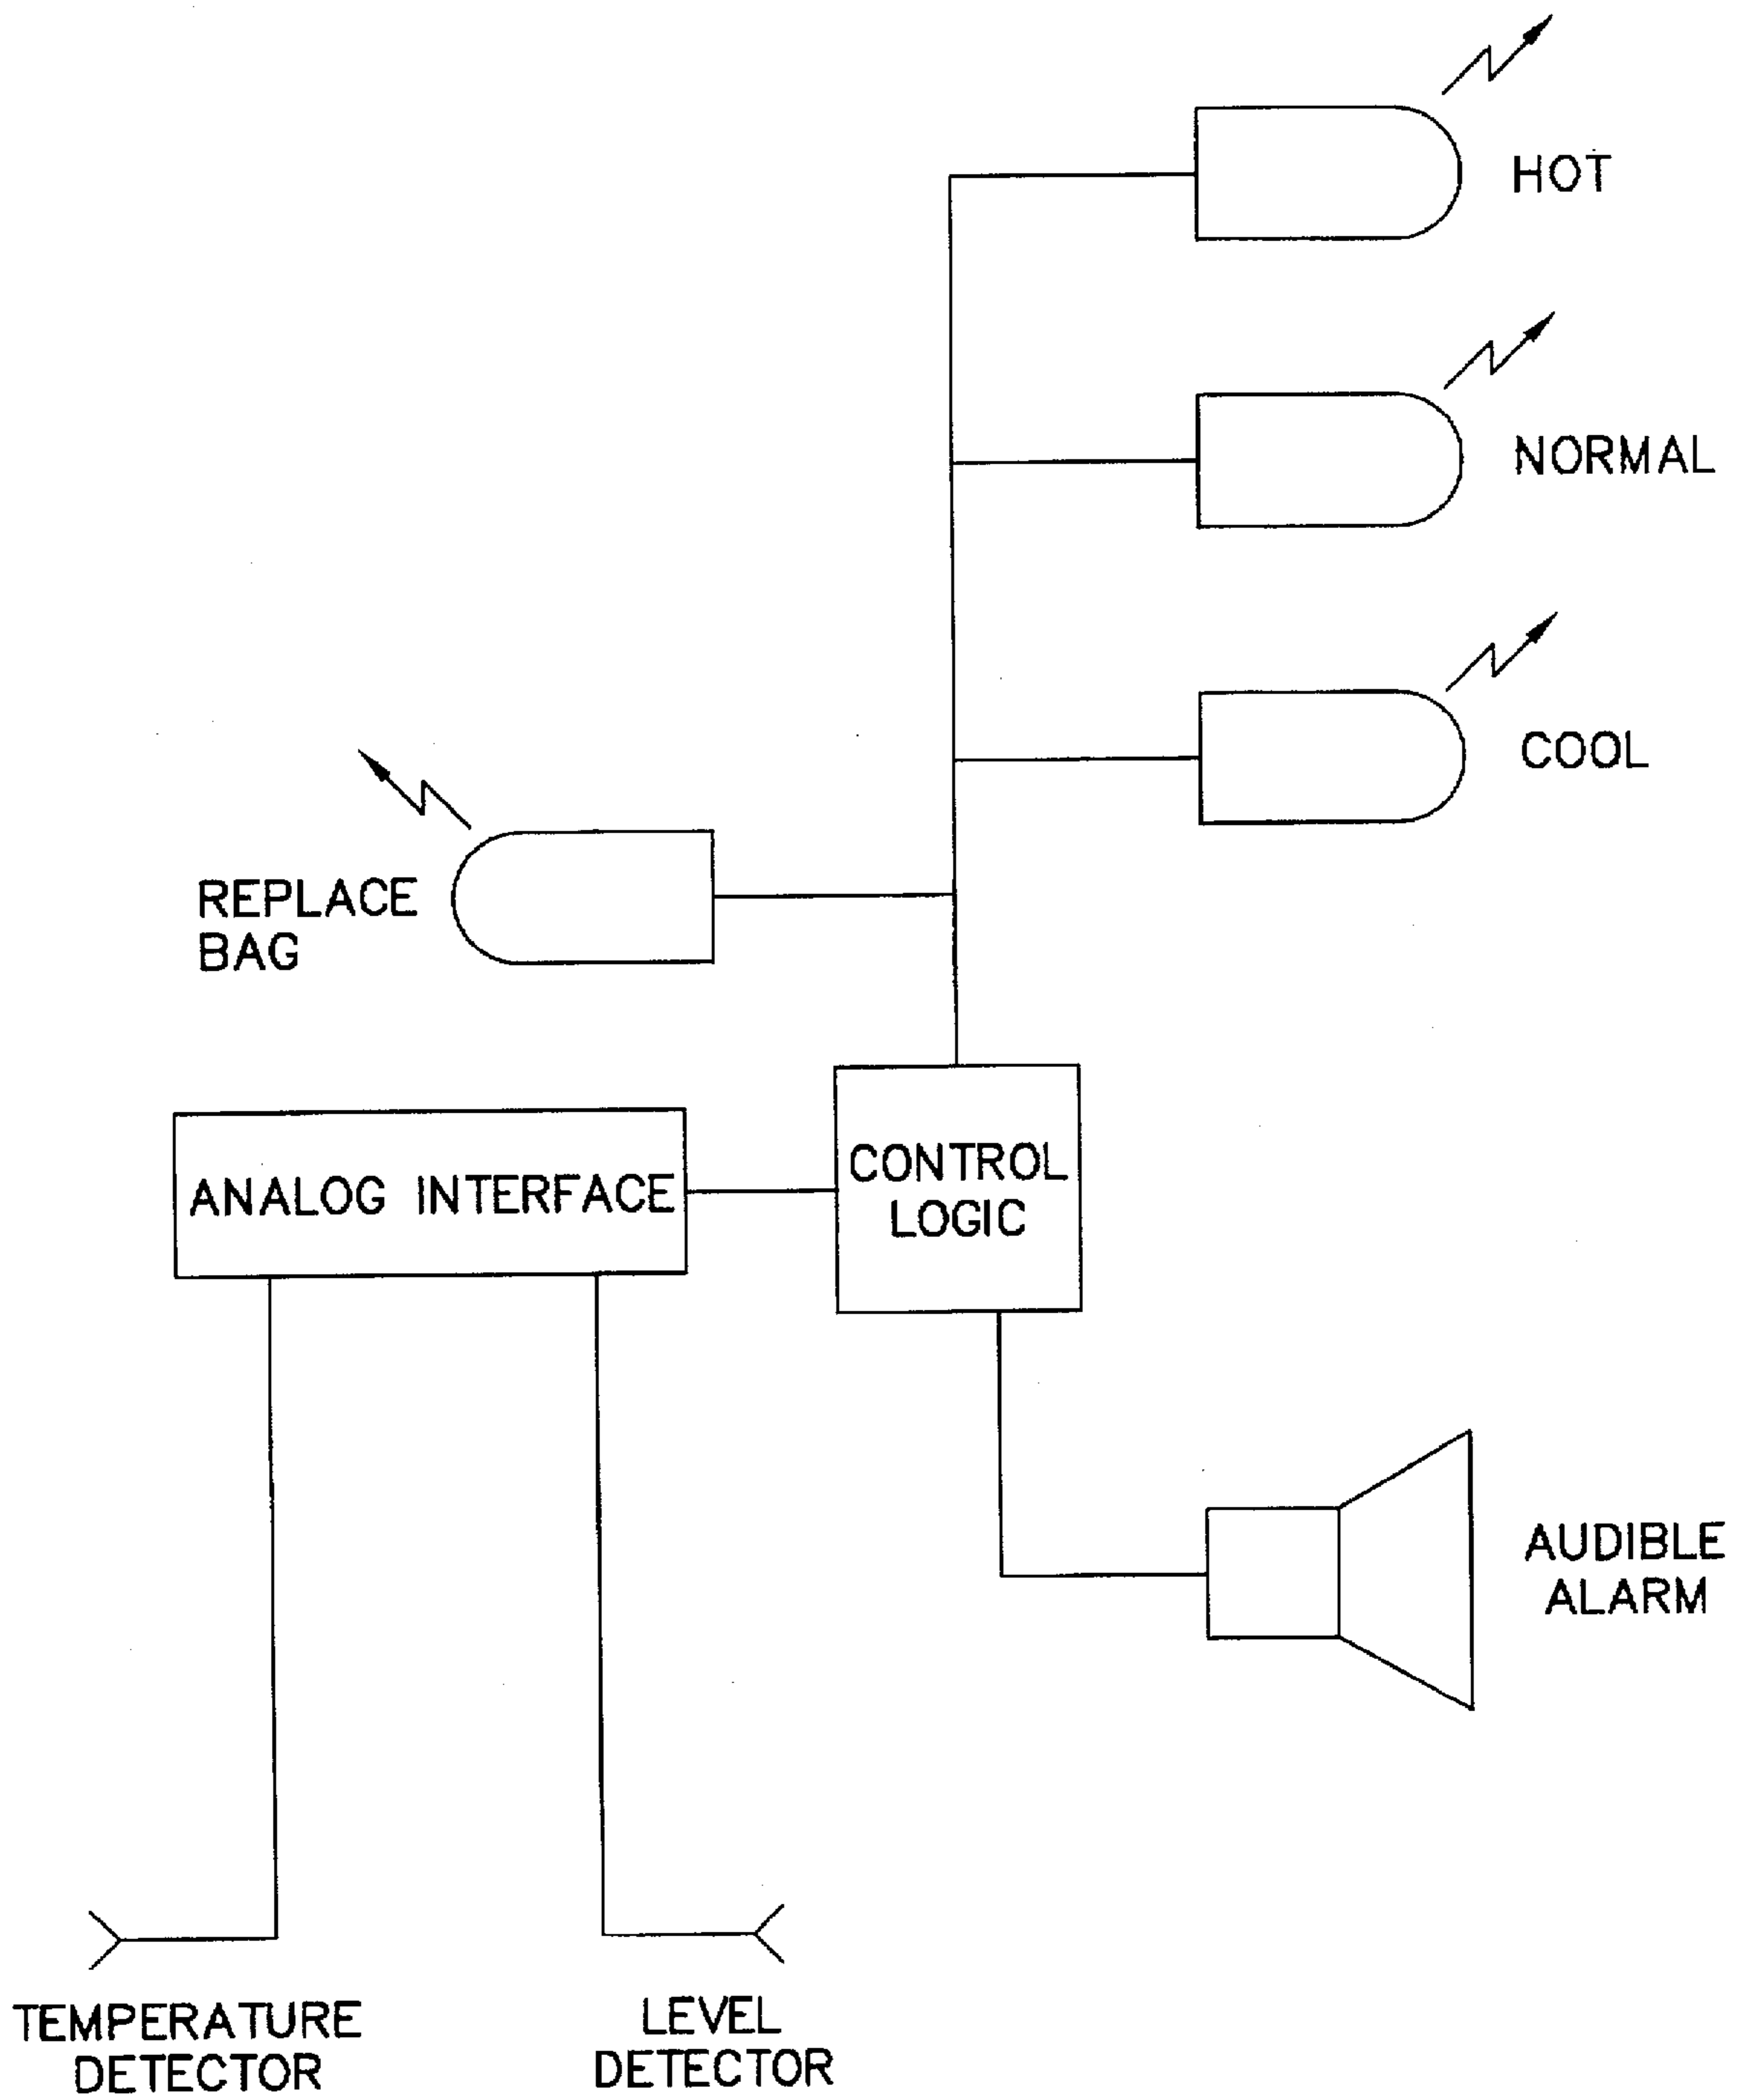 HOT
NORMAL
COOL
REPLACE
BAG
ANALOG INTERFACE
CONTROL
LOGIC
AUDIBLE
ALARM
TEMPERATURE
DETECTOR
LEVEL
DETECTOR